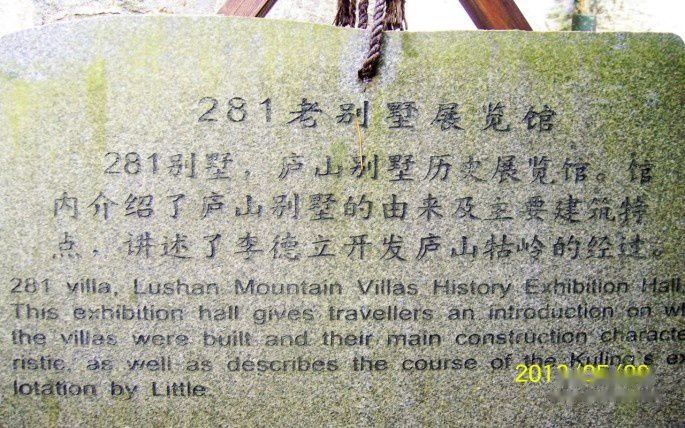 281老别墅展览馆
281别墅，庐山别墅历史展览馆。馆
内介绍了庐山别墅的由来及主要建筑特
点，讲述了李德立开发庐山牯岭的经过。
281 villa, Lushan Mountain Villas History Exhibition Hall.
This exhibition hall gives travellers an introduction on
the villas were built and their main construction characte
ristic, as well as describes the course of the Kuling's ex
lotation by Little.